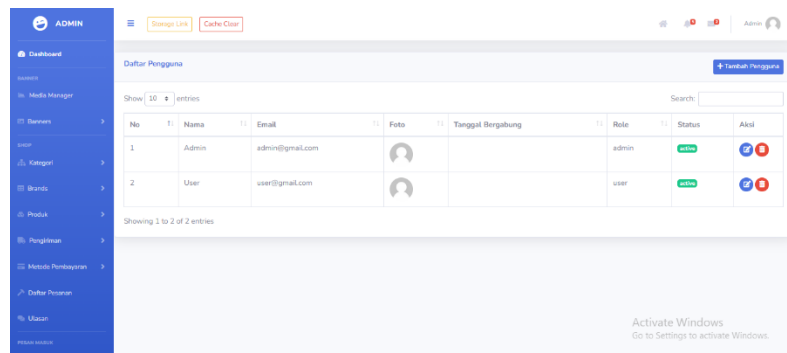 ADMIN
Storage Link
Cache Clear
Admin
Dashboard
BANNER
Media Manager
Banners
SHOP
Kategori
Brands
Produk
Pengiriman
Metode Pembayaran
Daftar Pesanan
Ulasan
Daftar Pengguna
+ Tambah Pengguna
Show 10 entries
Search:
No Nama Email Foto Tanggal Bergabung Role Status Aksi
1 Admin admin@gmail.com admin active
2 User user@gmail.com user active
Showing 1 to 2 of 2 entries
Activate Windows
Go to Settings to activate Windows.